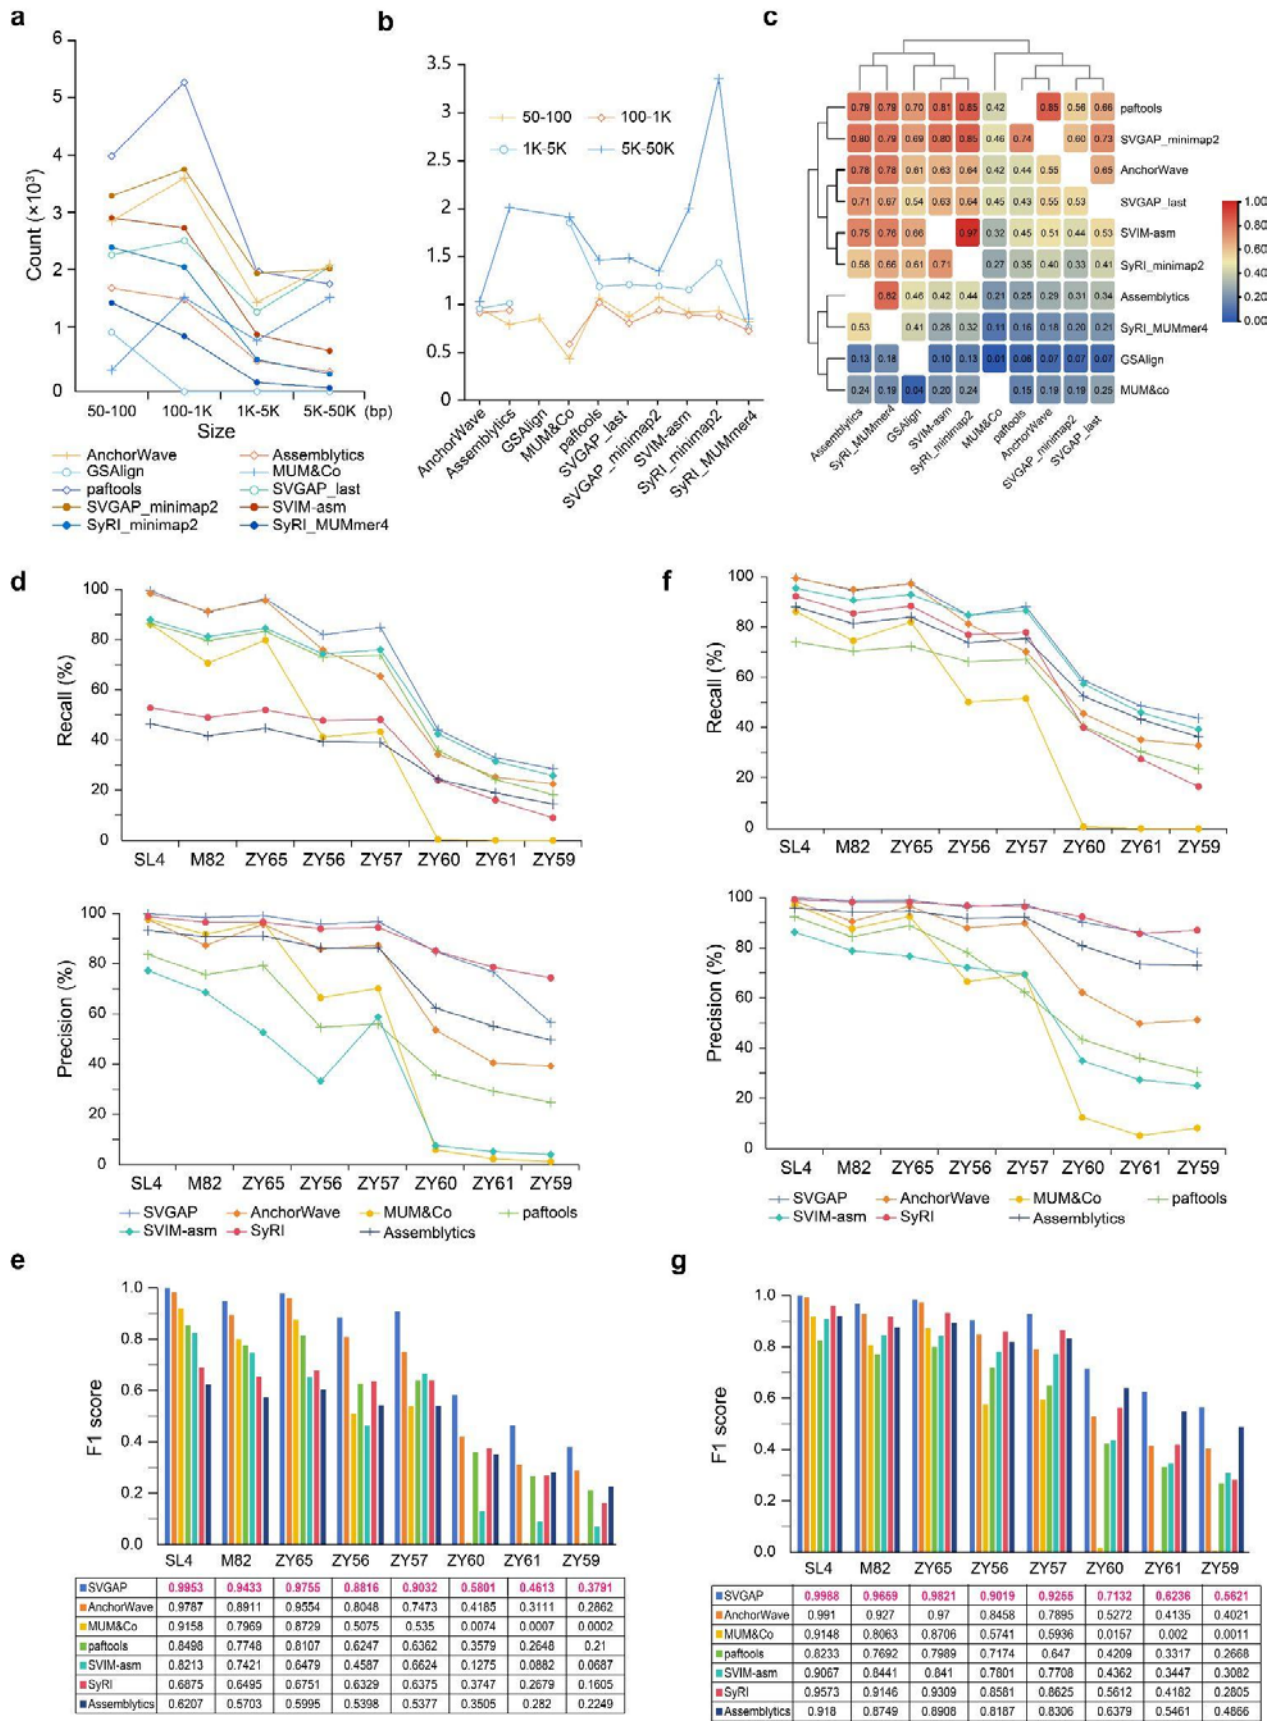 a
6
5
4
3
2
1
0
Count (×10³)
50-100
100-1K
1K-5K
5K-50K
(bp)
Size
AnchorWave
Assemblytics
GSAlign
MUM&Co
paftools
SVGAP_last
SVGAP_minimap2
SVIM-asm
SyRI_minimap2
SyRI_MUMmer4
b
3.5
3
2.5
2
1.5
1
0.5
0
50-100
100-1K
1K-5K
5K-50K
AnchorWave
Assemblytics
GSAlign
MUM&Co
paftools
SVGAP_last
SVGAP_minimap2
SVIM-asm
SyRI_minimap2
SyRI_MUMmer4
c
0.79 0.79 0.70 0.81 0.85 0.42 0.85 0.56 0.66 paftools
0.80 0.79 0.69 0.80 0.85 0.46 0.74 0.60 0.73 SVGAP_minimap2
0.78 0.78 0.61 0.63 0.64 0.42 0.44 0.55 0.65 AnchorWave
0.71 0.67 0.54 0.63 0.64 0.45 0.43 0.55 0.53 SVGAP_last
0.75 0.76 0.66 0.97 0.32 0.45 0.51 0.44 0.53 SVIM-asm
0.58 0.66 0.61 0.71 0.27 0.35 0.40 0.33 0.41 SyRI_minimap2
0.82 0.46 0.42 0.44 0.21 0.25 0.29 0.31 0.34 Assemblytics
0.53 0.41 0.28 0.32 0.11 0.16 0.18 0.20 0.21 SyRI_MUMmer4
0.13 0.18 0.10 0.13 0.01 0.06 0.07 0.07 0.07 GSAlign
0.24 0.19 0.04 0.20 0.24 0.15 0.19 0.19 0.25 MUM&co
Assemblytics
SyRI_MUMmer4
GSAlign
SVIM-asm
SyRI_minimap2
MUM&Co
paftools
AnchorWave
SVGAP_minimap2
SVGAP_last
1.00
0.80
0.60
0.40
0.20
0.00
d
100
80
60
40
20
0
Recall (%)
SL4 M82 ZY65 ZY56 ZY57 ZY60 ZY61 ZY59
100
80
60
40
20
0
Precision (%)
SL4 M82 ZY65 ZY56 ZY57 ZY60 ZY61 ZY59
SVGAP AnchorWave MUM&Co paftools
SVIM-asm SyRI Assemblytics
f
100
80
60
40
20
0
Recall (%)
SL4 M82 ZY65 ZY56 ZY57 ZY60 ZY61 ZY59
100
80
60
40
20
0
Precision (%)
SL4 M82 ZY65 ZY56 ZY57 ZY60 ZY61 ZY59
SVGAP AnchorWave MUM&Co paftools
SVIM-asm SyRI Assemblytics
e
1.0
0.8
0.6
0.4
0.2
0.0
F1 score
SL4 M82 ZY65 ZY56 ZY57 ZY60 ZY61 ZY59
SVGAP 0.9953 0.9433 0.9755 0.8816 0.9032 0.5801 0.4613 0.3791
AnchorWave 0.9787 0.8911 0.9554 0.8048 0.7473 0.4185 0.3111 0.2862
MUM&Co 0.9158 0.7969 0.8729 0.5075 0.535 0.0074 0.0007 0.0002
paftools 0.8498 0.7748 0.8107 0.6247 0.6362 0.3579 0.2648 0.21
SVIM-asm 0.8213 0.7421 0.6479 0.4587 0.6624 0.1275 0.0882 0.0687
SyRI 0.6875 0.6495 0.6751 0.6329 0.6375 0.3747 0.2679 0.1605
Assemblytics 0.6207 0.5703 0.5995 0.5398 0.5377 0.3505 0.282 0.2249
g
1.0
0.8
0.6
0.4
0.2
0.0
F1 score
SL4 M82 ZY65 ZY56 ZY57 ZY60 ZY61 ZY59
SVGAP 0.9988 0.9659 0.9821 0.9019 0.9255 0.7132 0.6236 0.5621
AnchorWave 0.991 0.927 0.97 0.8458 0.7895 0.5272 0.4135 0.4021
MUM&Co 0.9148 0.8063 0.8706 0.5741 0.5936 0.0157 0.002 0.0011
paftools 0.8233 0.7692 0.7989 0.7174 0.647 0.4209 0.3317 0.2668
SVIM-asm 0.9067 0.8441 0.841 0.7801 0.7708 0.4362 0.3447 0.3082
SyRI 0.9573 0.9146 0.9309 0.8581 0.8625 0.5612 0.4182 0.2805
Assemblytics 0.918 0.8749 0.8908 0.8187 0.8306 0.6379 0.5461 0.4866